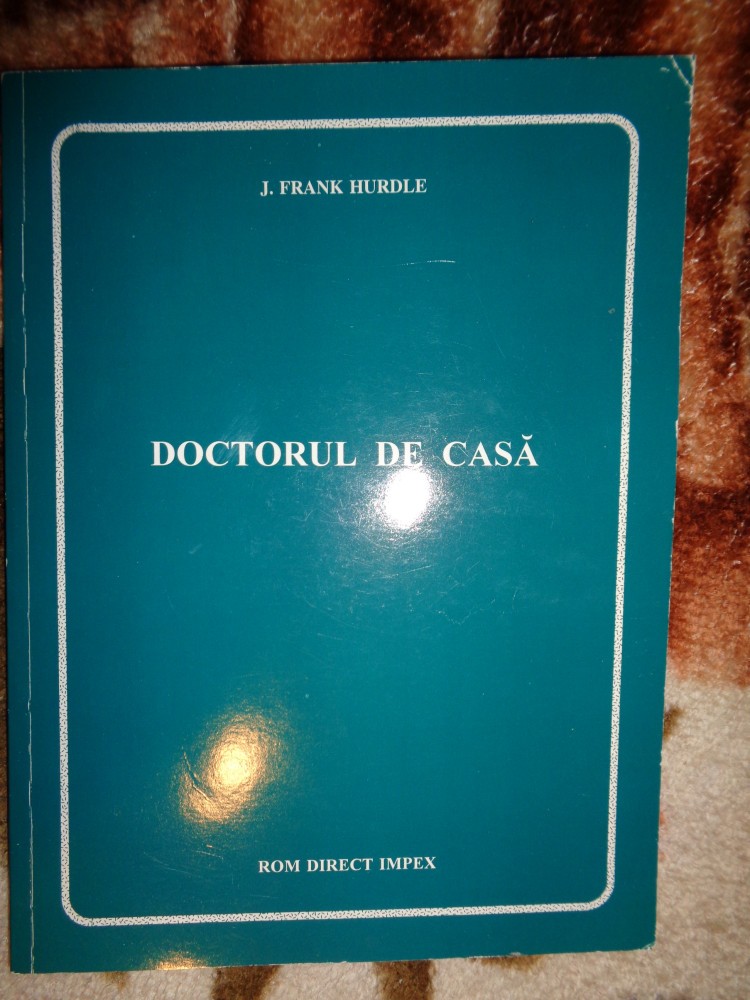 J. FRANK HURDLE
DOCTORUL DE CASĂ
ROM DIRECT IMPEX